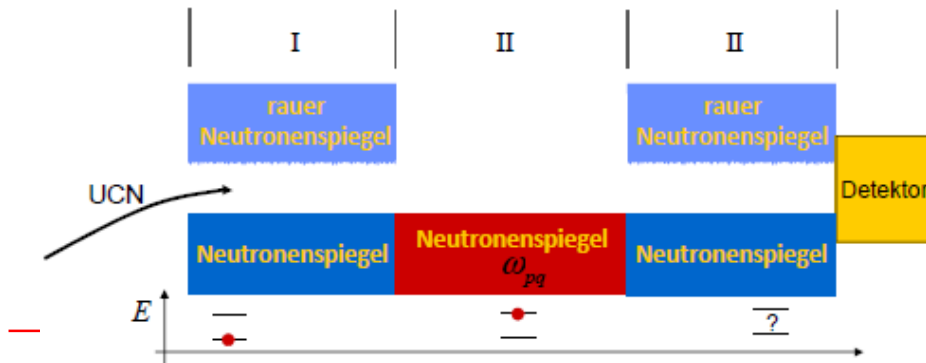 I II II
rauer
Neutronenspiegel
rauer
Neutronenspiegel
UCN
Detektor
Neutronenspiegel
Neutronenspiegel
ω_pq
Neutronenspiegel
E
?